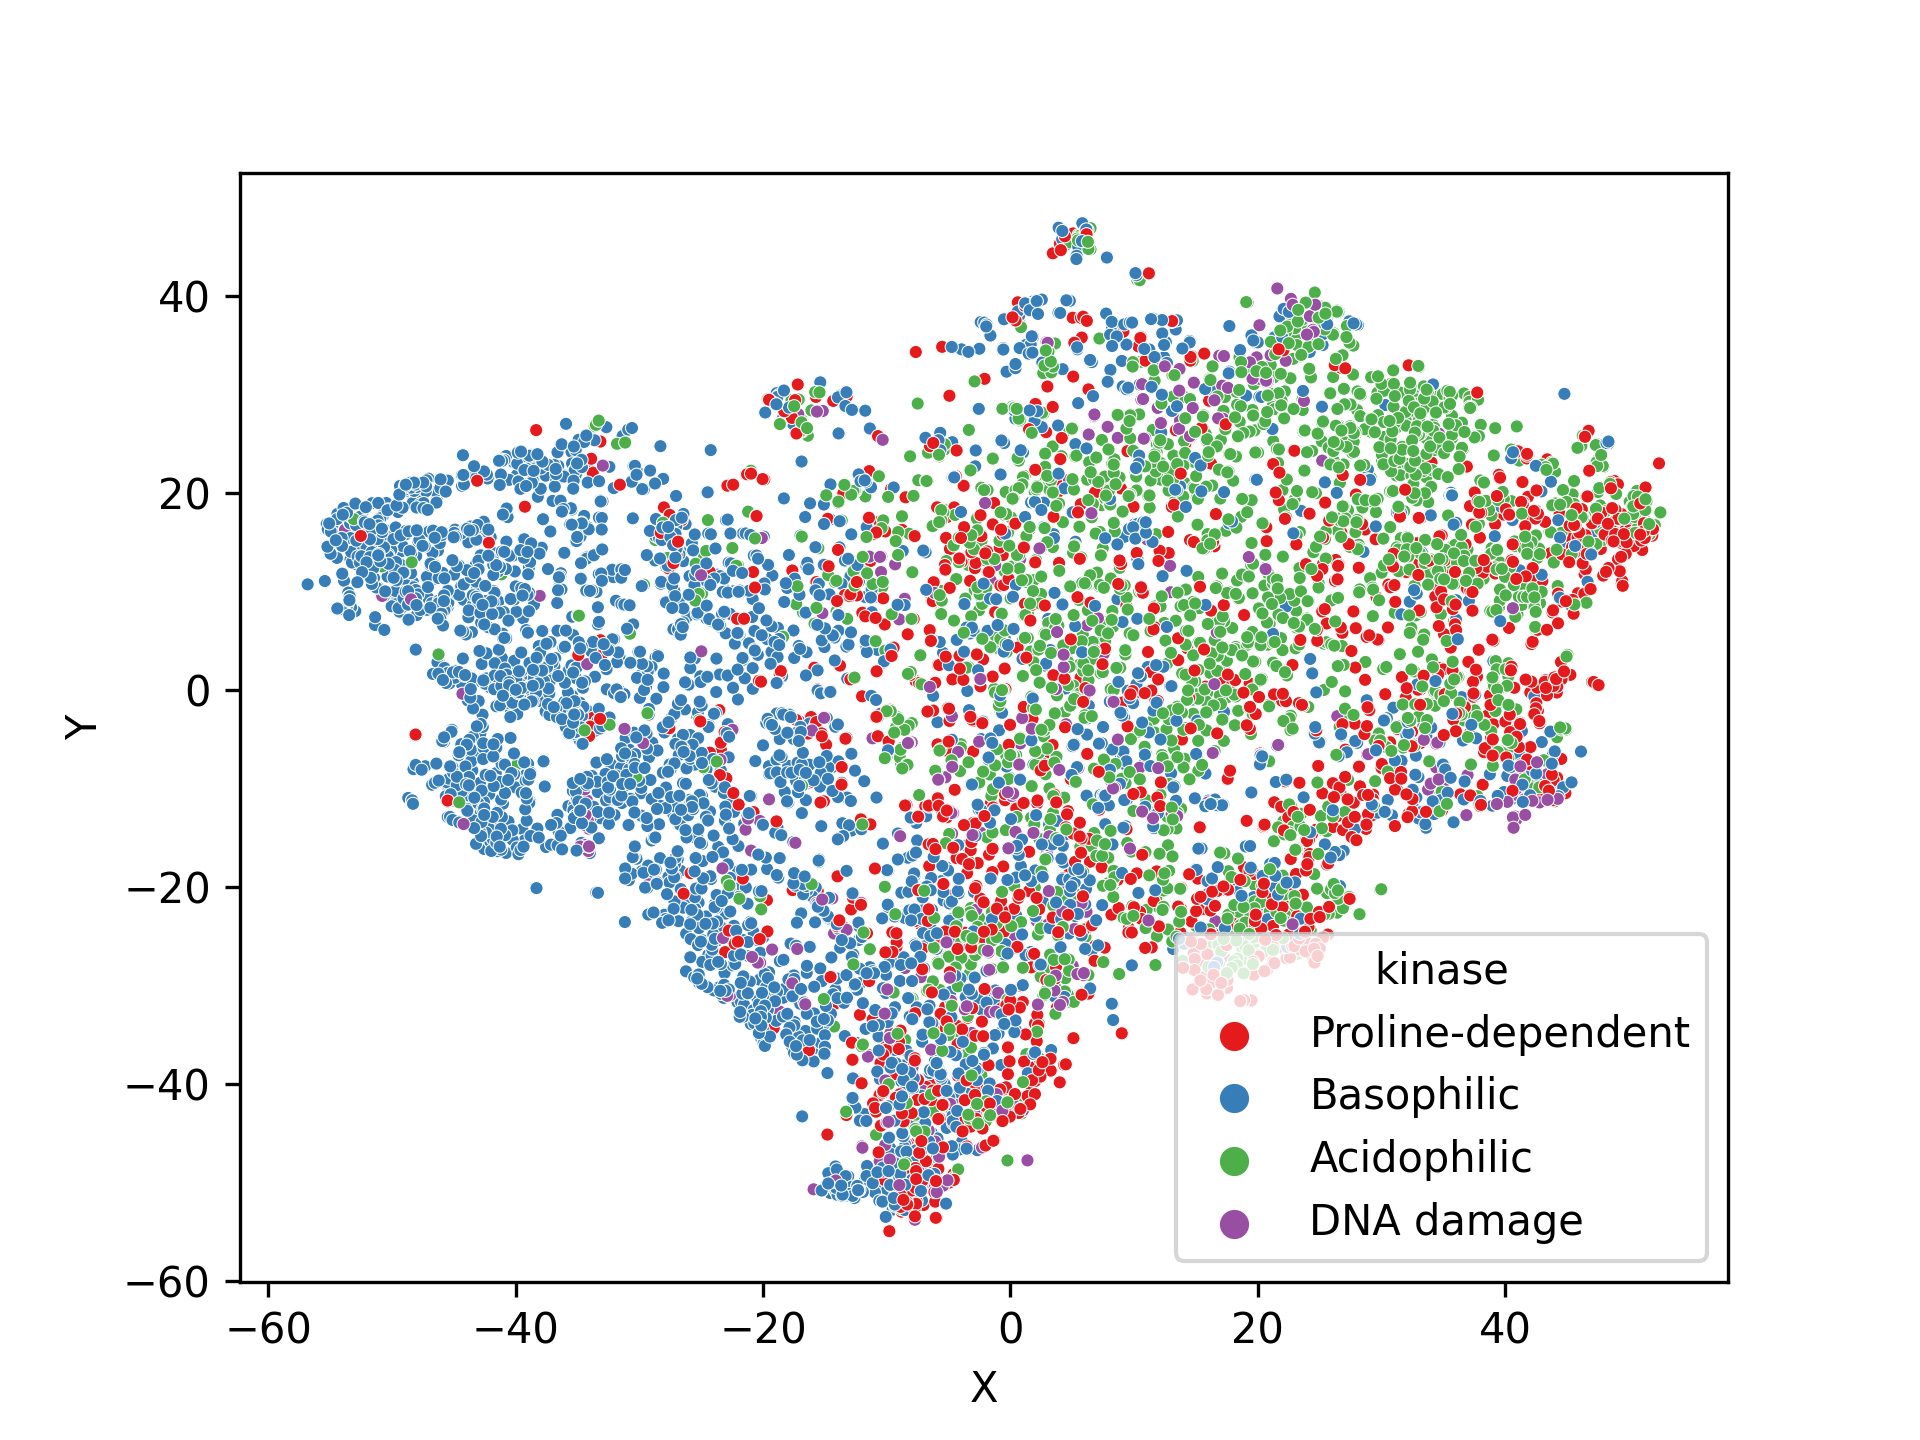 40
20
0
−20
−40
−60
Y
kinase
Proline-dependent
Basophilic
Acidophilic
DNA damage
−60 −40 −20 0 20 40
X